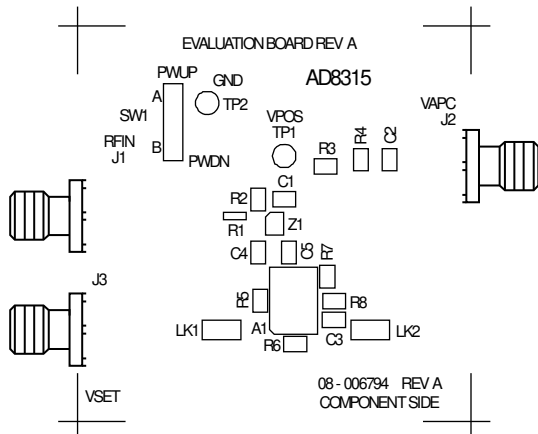 EVALUATION BOARD REV A
PWUP
GND
AD8315
A
SW1
TP2
VPOS
TP1
VAPC
J2
RFIN
J1
B
PWDN
R3
R4
C2
R2
C1
R1
Z1
C4
C5
R7
J3
R5
R8
LK1
A1
C3
LK2
R6
VSET
08-006794 REV A
COMPONENT SIDE